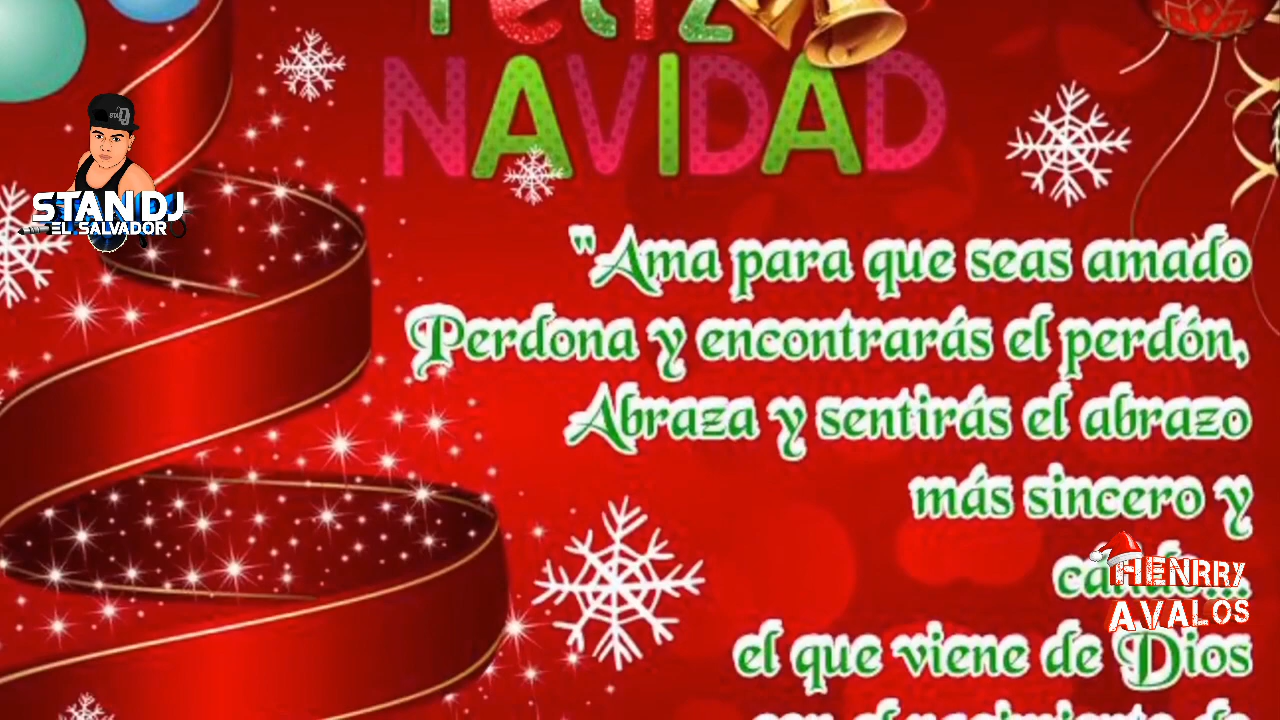 Feliz
NAVIDAD
STAN DJ
EL SALVADOR
"Ama para que seas amado
Perdona y encontrarás el perdón,
Abraza y sentirás el abrazo
más sincero y
HENRRY
AVALOS
el que viene de Dios